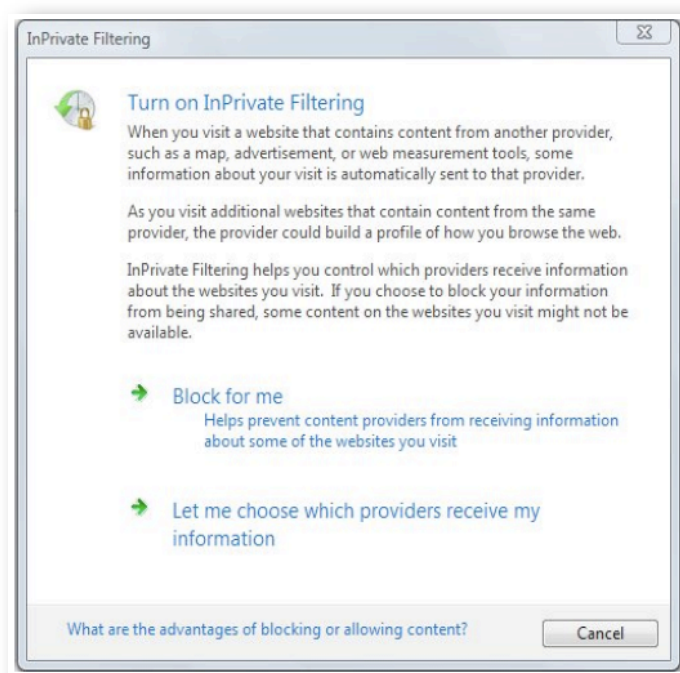 InPrivate Filtering
Turn on InPrivate Filtering
When you visit a website that contains content from another provider,
such as a map, advertisement, or web measurement tools, some
information about your visit is automatically sent to that provider.
As you visit additional websites that contain content from the same
provider, the provider could build a profile of how you browse the web.
InPrivate Filtering helps you control which providers receive information
about the websites you visit.  If you choose to block your information
from being shared, some content on the websites you visit might not be
available.
Block for me
Helps prevent content providers from receiving information
about some of the websites you visit
Let me choose which providers receive my
information
What are the advantages of blocking or allowing content?
Cancel